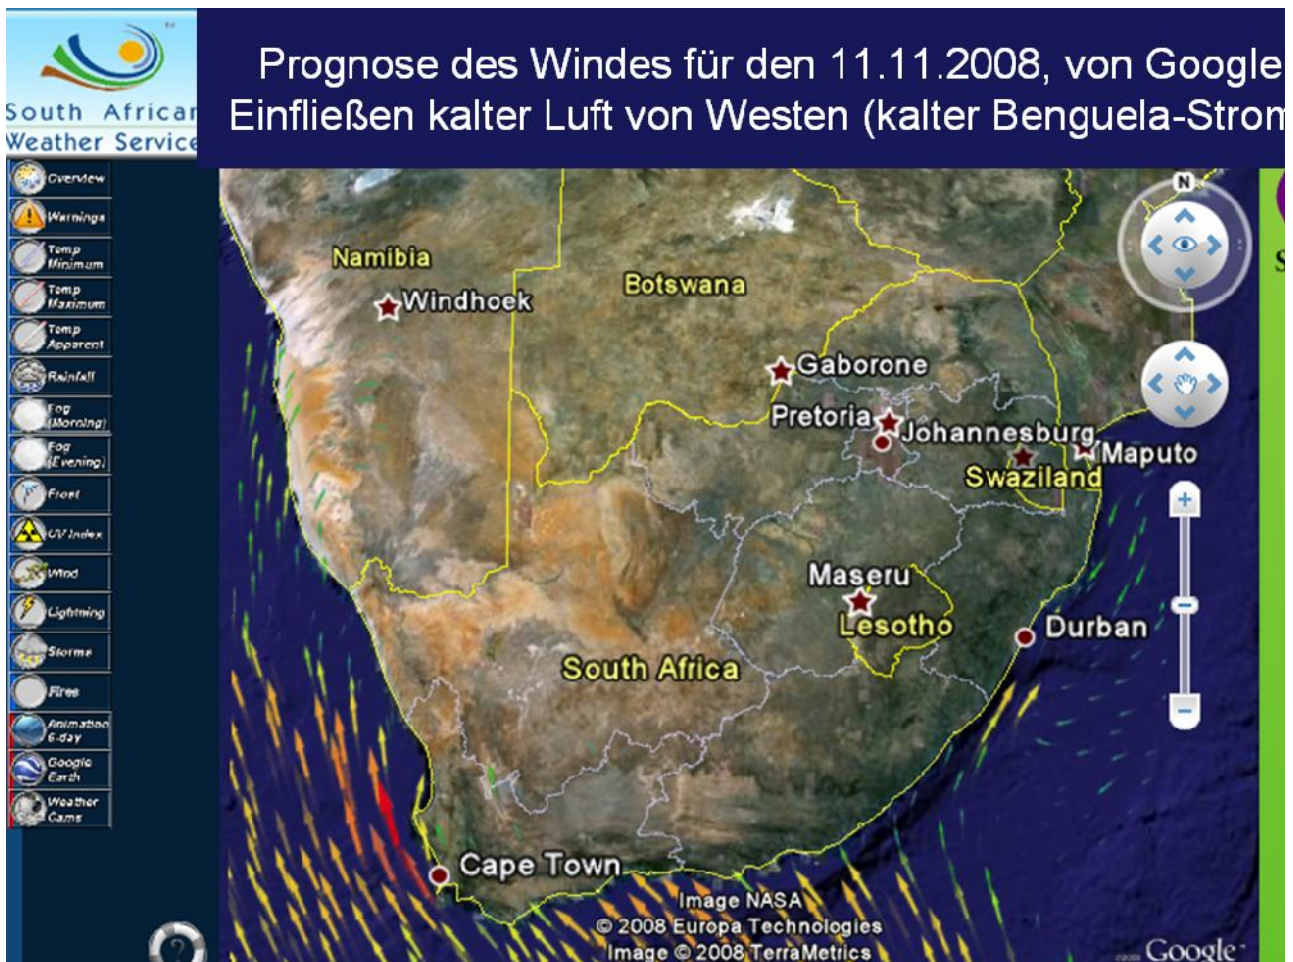 Prognose des Windes für den 11.11.2008, von Google
Einfließen kalter Luft von Westen (kalter Benguela-Strom
South African
Weather Service
Overview
Warnings
Temp
Minimum
Temp
Maximum
Temp
Apparent
Rainfall
Fog
(Morning)
Fog
(Evening)
Frost
UV Index
Wind
Lightning
Storms
Fires
Animation
6-day
Google
Earth
Weather
Cams
N
S
Namibia
Windhoek
Botswana
Gaborone
Pretoria
Johannesburg
Maputo
Swaziland
Maseru
Lesotho
Durban
South Africa
Cape Town
Image NASA
© 2008 Europa Technologies
Image © 2008 TerraMetrics
Google